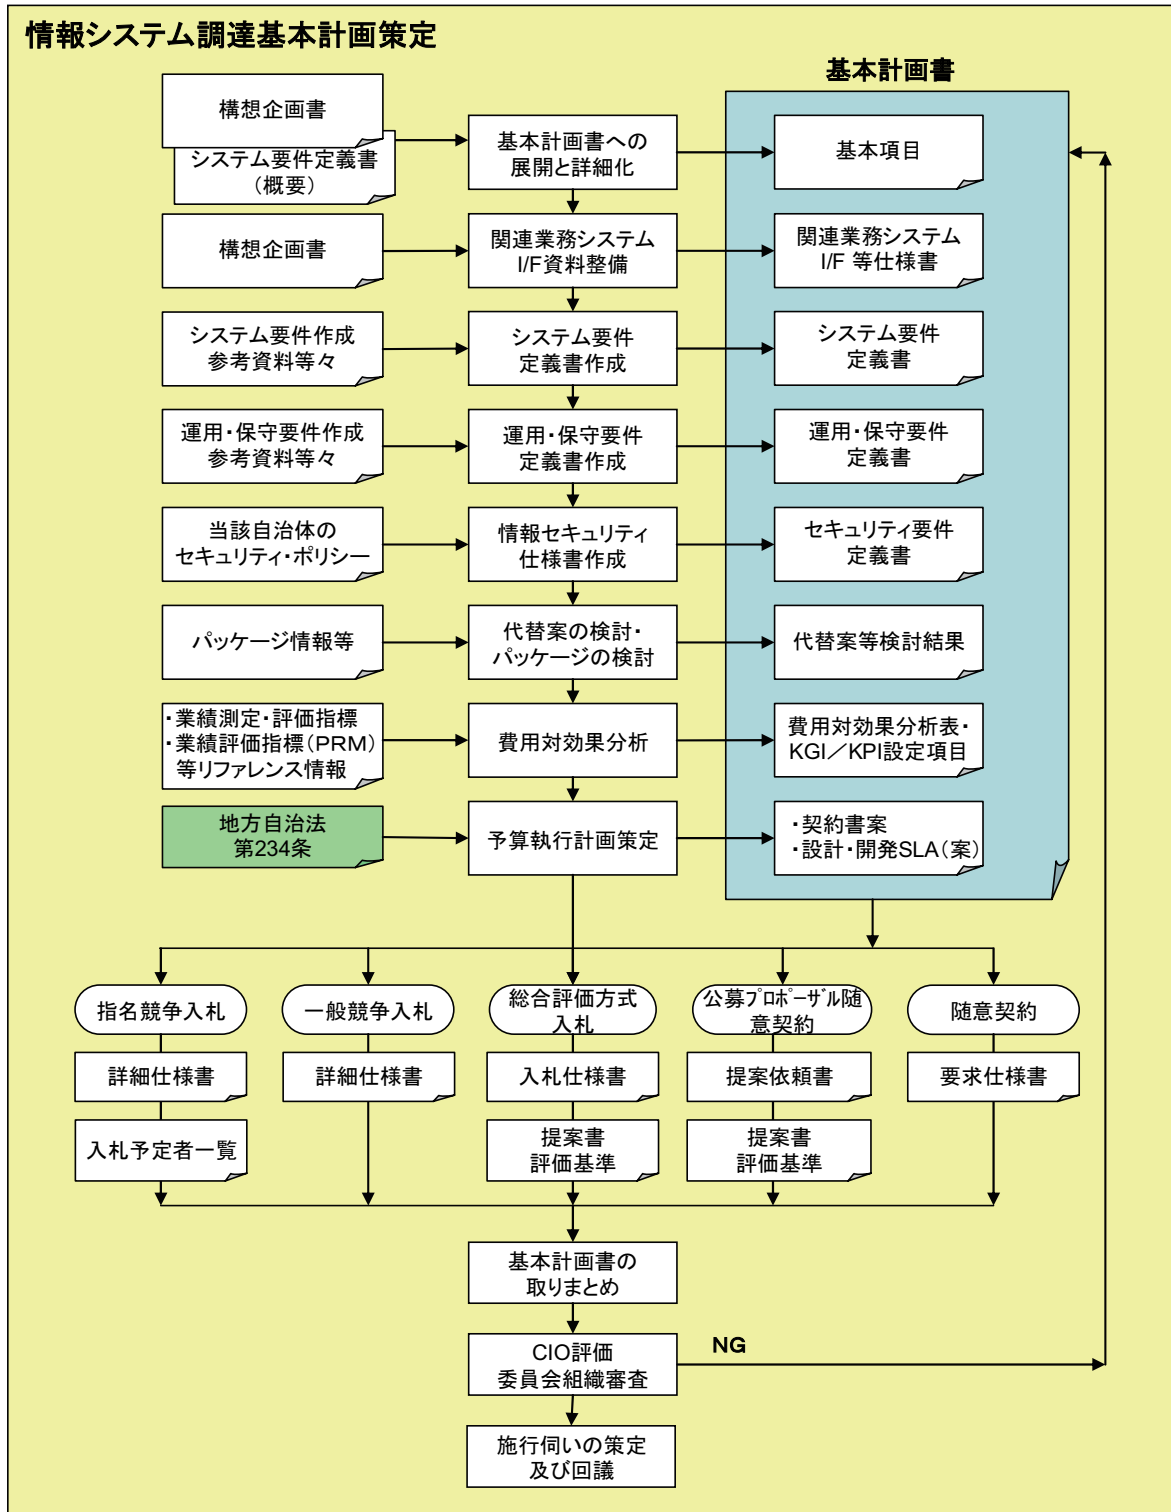 情報システム調達基本計画策定
基本計画書
構想企画書
システム要件定義書
(概要)
基本計画書への
展開と詳細化
基本項目
構想企画書
関連業務システム
I/F資料整備
関連業務システム
I/F 等仕様書
システム要件作成
参考資料等々
システム要件
定義書作成
システム要件
定義書
運用・保守要件作成
参考資料等々
運用・保守要件
定義書作成
運用・保守要件
定義書
当該自治体の
セキュリティ・ポリシー
情報セキュリティ
仕様書作成
セキュリティ要件
定義書
パッケージ情報等
代替案の検討・
パッケージの検討
代替案等検討結果
・業績測定・評価指標
・業績評価指標(PRM)
等リファレンス情報
費用対効果分析
費用対効果分析表・
KGI/KPI設定項目
地方自治法
第234条
予算執行計画策定
・契約書案
・設計・開発SLA(案)
指名競争入札
一般競争入札
総合評価方式
入札
公募プロポーザル随
意契約
随意契約
詳細仕様書
詳細仕様書
入札仕様書
提案依頼書
要求仕様書
入札予定者一覧
提案書
評価基準
提案書
評価基準
基本計画書の
取りまとめ
CIO評価
委員会組織審査
NG
施行伺いの策定
及び回議